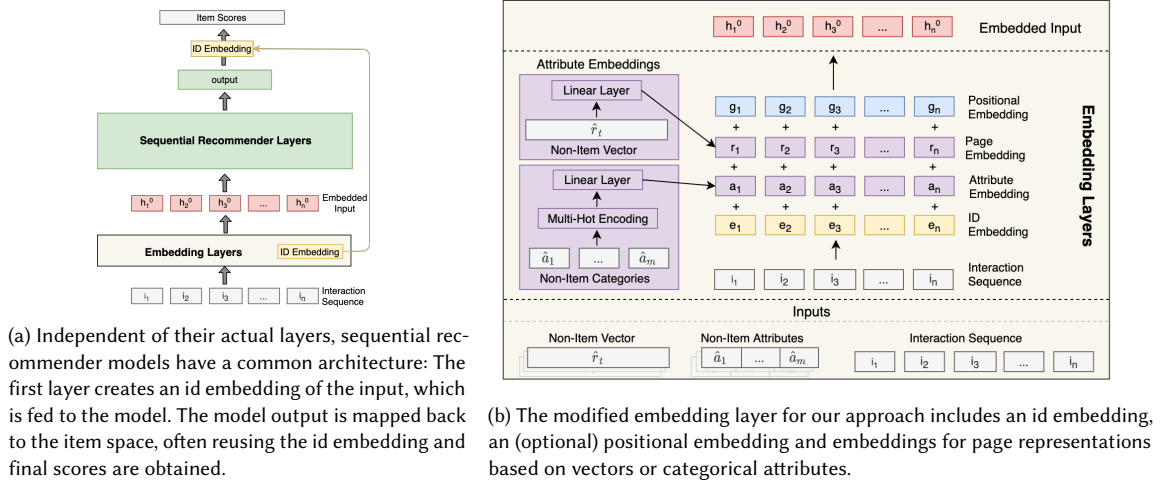 Item Scores
ID Embedding
output
Sequential Recommender Layers
h₁⁰ h₂⁰ h₃⁰ ... hₙ⁰
Embedded
Input
Embedding Layers
ID Embedding
i₁ i₂ i₃ ... iₙ
Interaction
Sequence
(a) Independent of their actual layers, sequential rec-
ommender models have a common architecture: The
first layer creates an id embedding of the input, which
is fed to the model. The model output is mapped back
to the item space, often reusing the id embedding and
final scores are obtained.
h₁⁰ h₂⁰ h₃⁰ ... hₙ⁰
Embedded Input
Attribute Embeddings
Linear Layer
r̂ₜ
Non-Item Vector
Linear Layer
Multi-Hot Encoding
â₁ ... âₘ
Non-Item Categories
g₁ g₂ g₃ ... gₙ
Positional
Embedding
+ + + +
r₁ r₂ r₃ ... rₙ
Page
Embedding
+ + + +
a₁ a₂ a₃ ... aₙ
Attribute
Embedding
+ + + +
e₁ e₂ e₃ ... eₙ
ID
Embedding
i₁ i₂ i₃ ... iₙ
Interaction
Sequence
Embedding Layers
Inputs
Non-Item Vector
r̂ₜ
Non-Item Attributes
â₁ ... âₘ
Interaction Sequence
i₁ i₂ i₃ ... iₙ
(b) The modified embedding layer for our approach includes an id embedding,
an (optional) positional embedding and embeddings for page representations
based on vectors or categorical attributes.